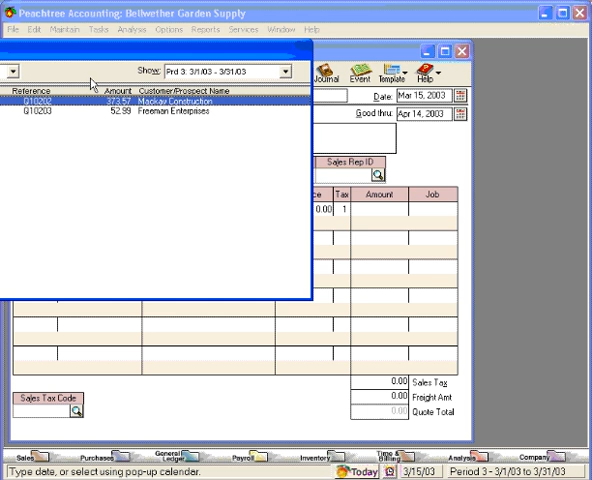 Peachtree Accounting: Bellwether Garden Supply
File Edit Maintain Tasks Analysis Options Reports Services Window Help
Show: Prd 3: 3/1/03 - 3/31/03
Journal Event Template Help
Reference Amount Customer/Prospect Name
Q10202 373.57 Mackay Construction
Q10203 52.99 Freeman Enterprises
Date: Mar 15, 2003
Good thru: Apr 14, 2003
Sales Rep ID
Tax Amount Job
0.00 1
0.00 Sales Tax
0.00 Freight Amt
0.00 Quote Total
Sales Tax Code
Sales Purchases General Ledger Payroll Inventory Time & Billing Analysis Company
Type date, or select using pop-up calendar.
Today 3/15/03 Period 3 - 3/1/03 to 3/31/03